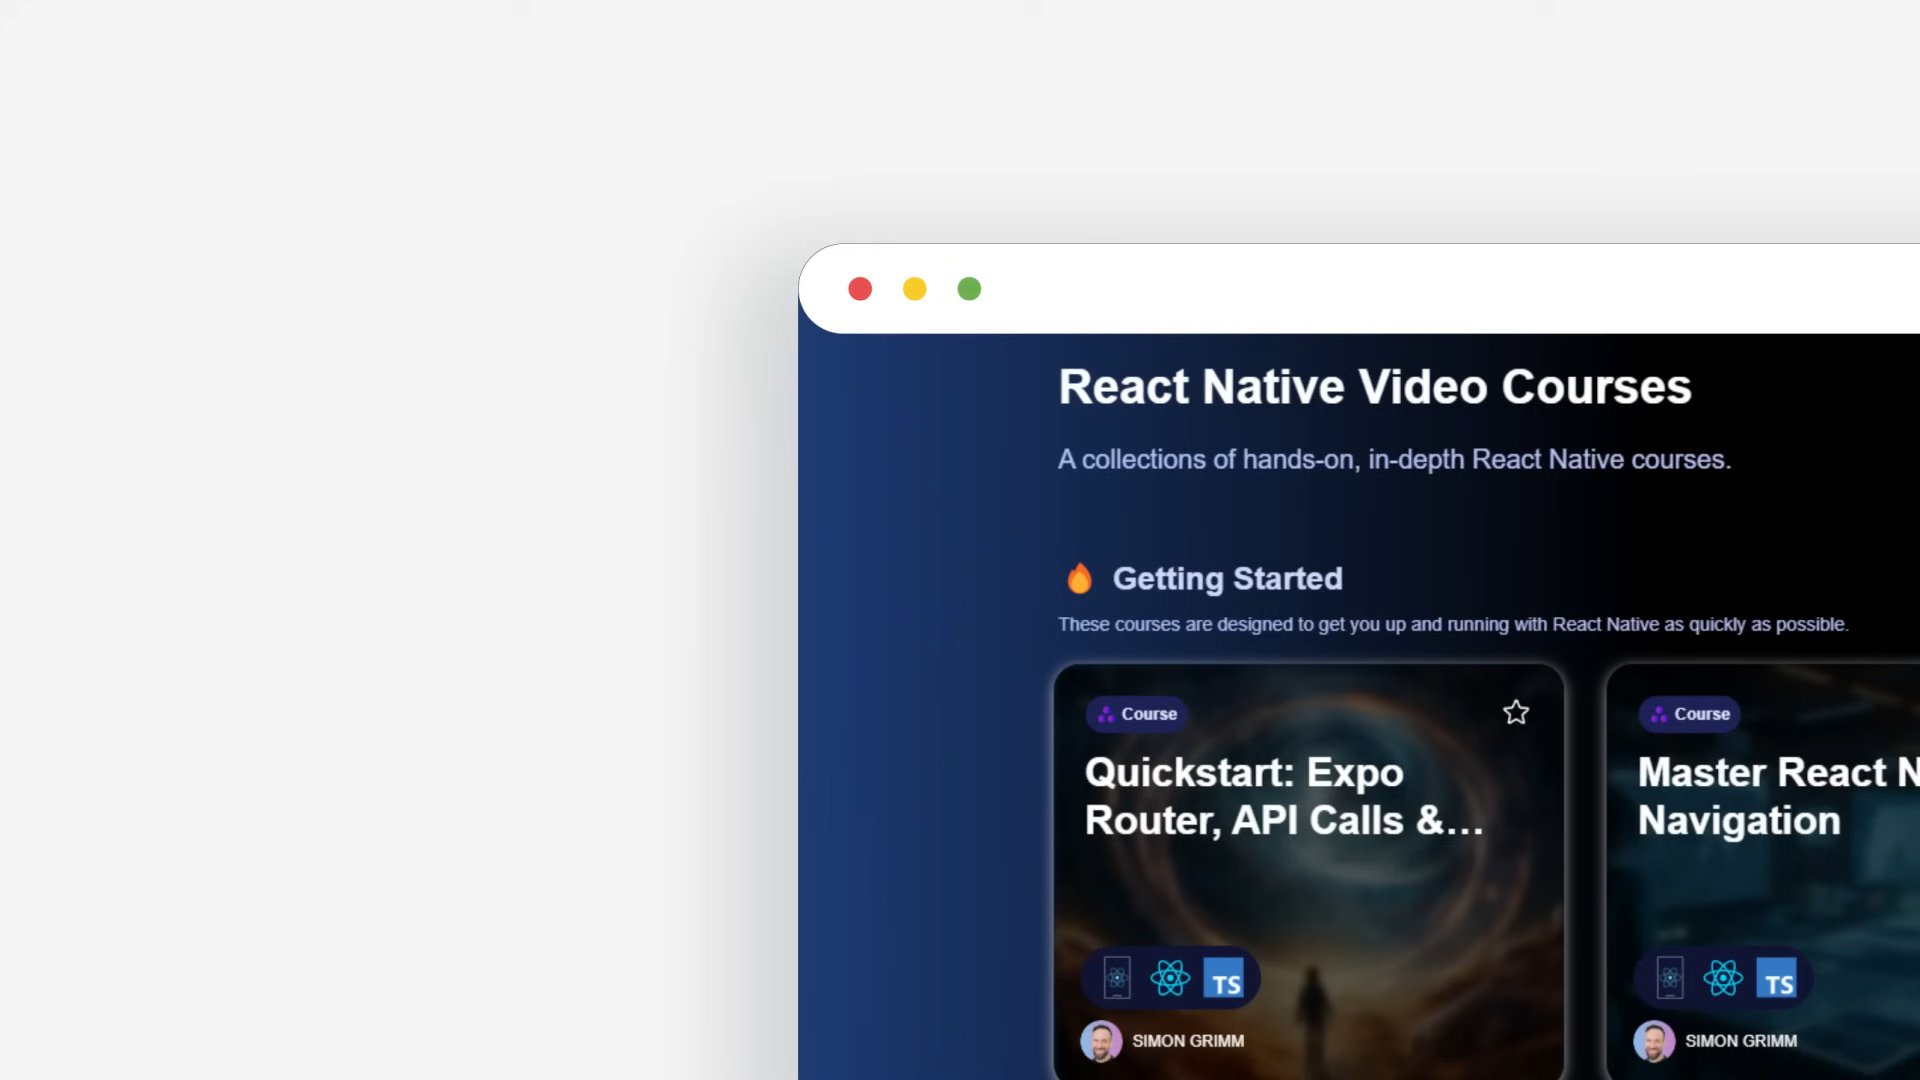 React Native Video Courses
A collections of hands-on, in-depth React Native courses.
Getting Started
These courses are designed to get you up and running with React Native as quickly as possible.
Course
Quickstart: Expo
Router, API Calls &...
TS
SIMON GRIMM
Course
Master React N
Navigation
TS
SIMON GRIMM